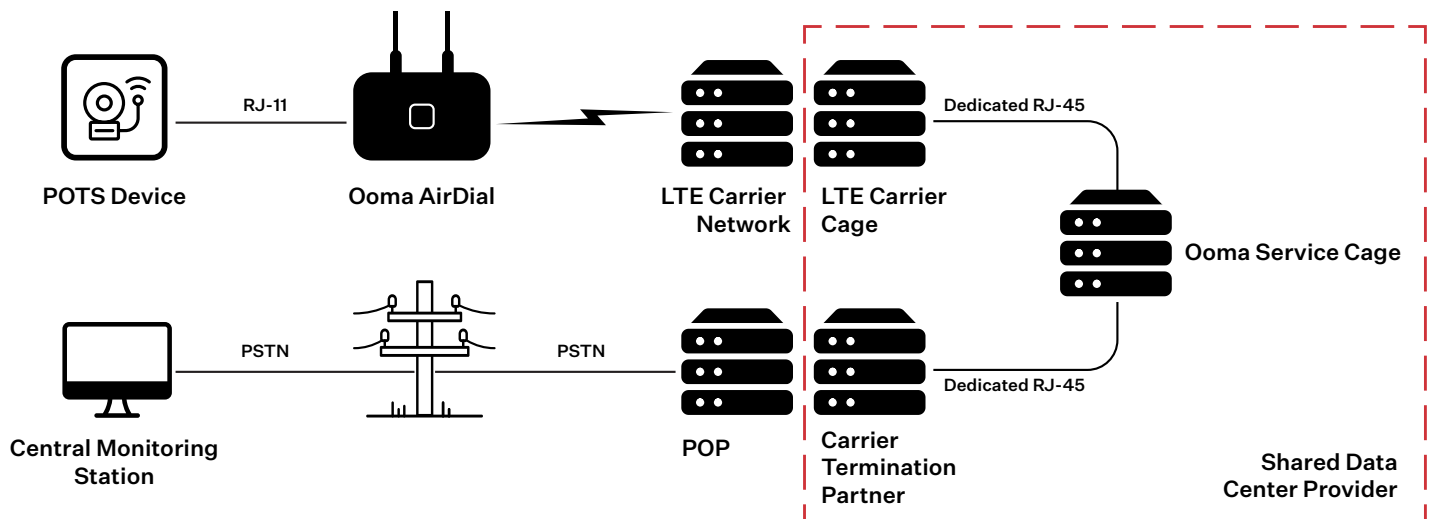 RJ-11
Dedicated RJ-45
POTS Device
Ooma AirDial
LTE Carrier
Network
LTE Carrier
Cage
Ooma Service Cage
PSTN
PSTN
Dedicated RJ-45
Central Monitoring
Station
POP
Carrier
Termination
Partner
Shared Data
Center Provider